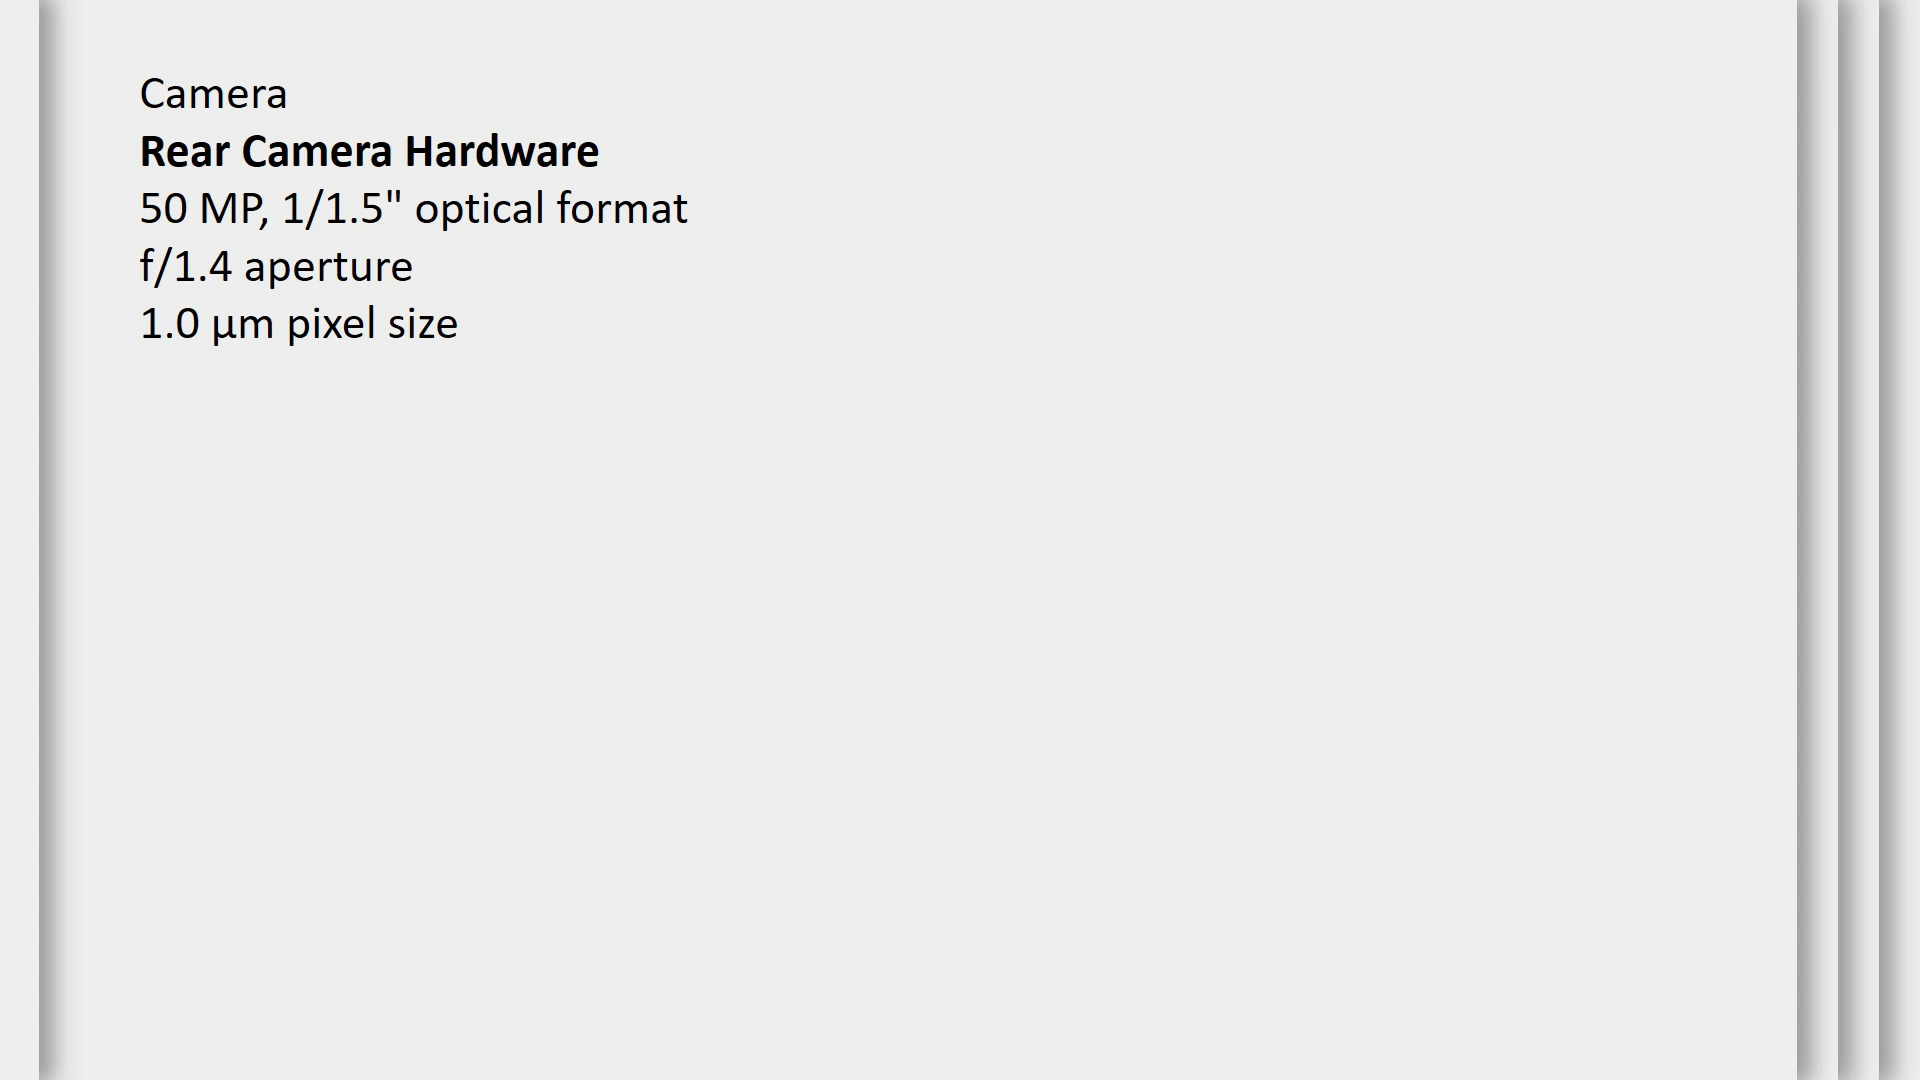 Camera
Rear Camera Hardware
50 MP, 1/1.5" optical format
f/1.4 aperture
1.0 µm pixel size